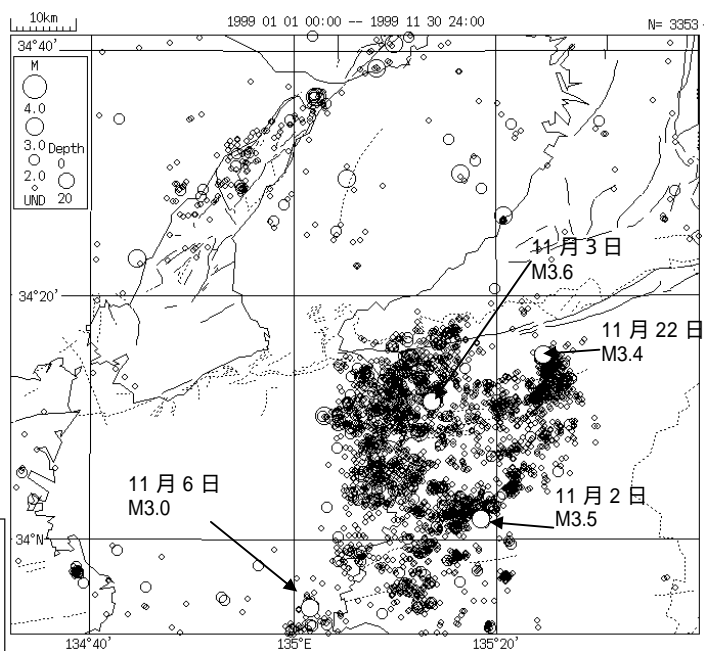 10km
1999 01 01 00:00 -- 1999 11 30 24:00
N= 3353
34°40'
M
4.0
3.0
Depth
0
2.0
UND
20
11 月 3 日
M3.6
34°20'
11 月 22 日
M3.4
11 月 6 日
M3.0
11 月 2 日
M3.5
34°N
134°40'
135°E
135°20'